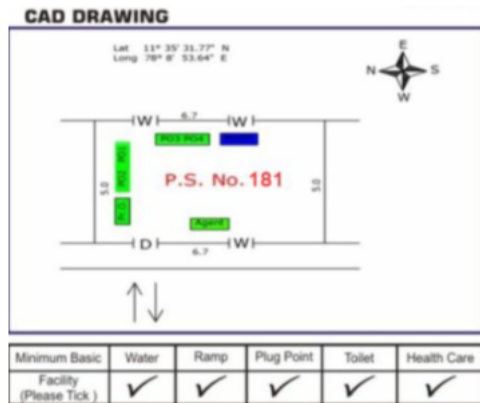 CAD DRAWING
Lat 11° 35' 31.77" N
Long 78° 8' 53.64" E
E
N S
W
(W) 6.7 (W)
PO3 PO4
PO2 PO1
5.0
P.S. No. 181
5.0
P.O
Agent
(D) 6.7 (W)
Minimum Basic Water Ramp Plug Point Toilet Health Care
Facility
(Please Tick ) ✓ ✓ ✓ ✓ ✓